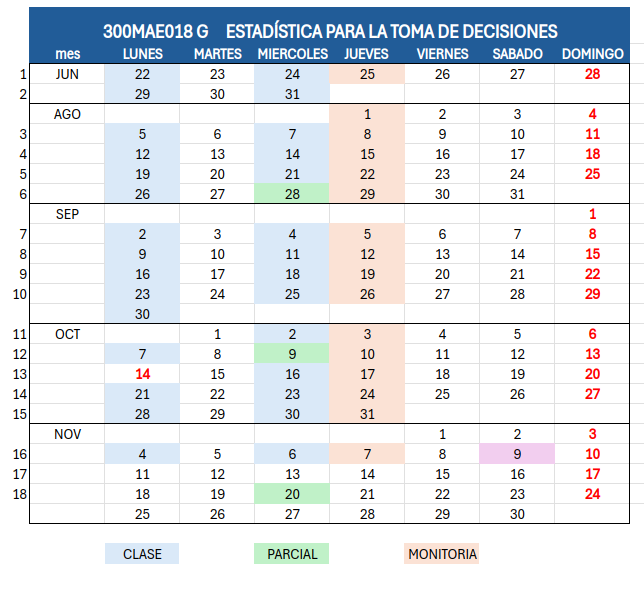 300MAE018 G ESTADÍSTICA PARA LA TOMA DE DECISIONES
mes LUNES MARTES MIERCOLES JUEVES VIERNES SABADO DOMINGO
1 JUN 22 23 24 25 26 27 28
2 29 30 31
AGO 1 2 3 4
3 5 6 7 8 9 10 11
4 12 13 14 15 16 17 18
5 19 20 21 22 23 24 25
6 26 27 28 29 30 31
SEP 1
7 2 3 4 5 6 7 8
8 9 10 11 12 13 14 15
9 16 17 18 19 20 21 22
10 23 24 25 26 27 28 29
30
11 OCT 1 2 3 4 5 6
12 7 8 9 10 11 12 13
13 14 15 16 17 18 19 20
14 21 22 23 24 25 26 27
15 28 29 30 31
NOV 1 2 3
16 4 5 6 7 8 9 10
17 11 12 13 14 15 16 17
18 18 19 20 21 22 23 24
25 26 27 28 29 30
CLASE PARCIAL MONITORIA